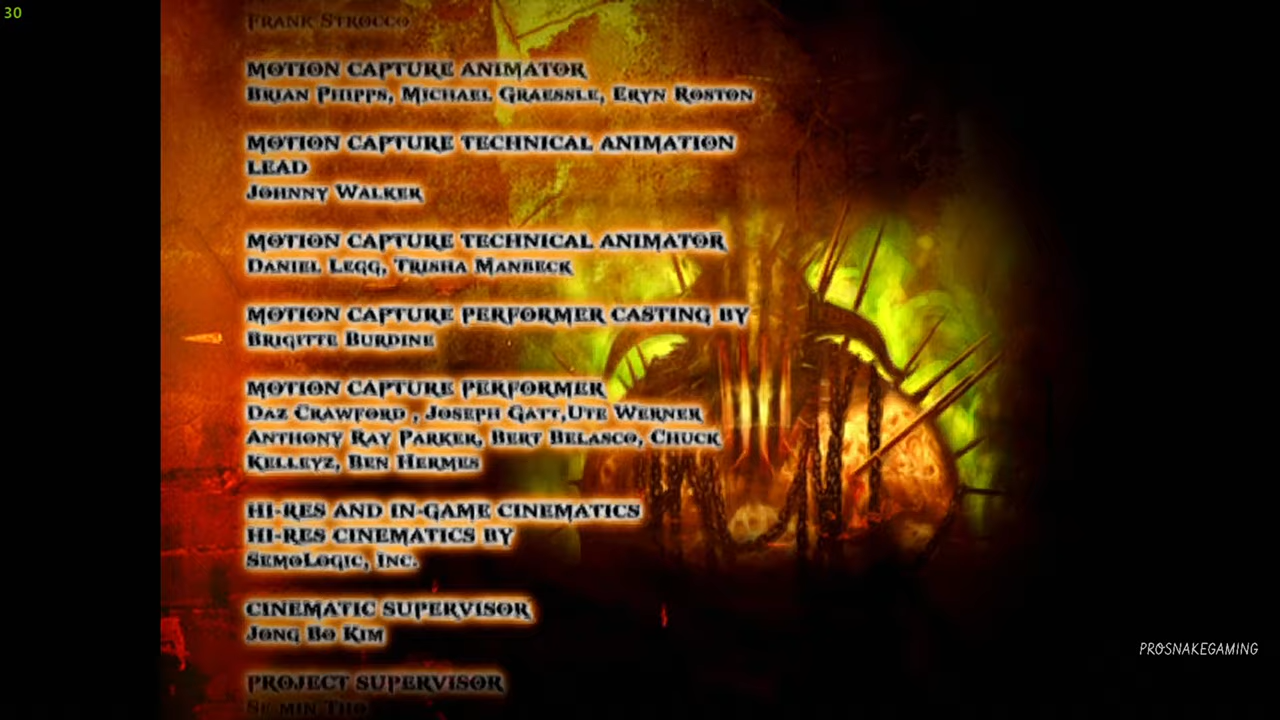 30
Frank Strocco
MOTION CAPTURE ANIMATOR
Brian Phipps, Michael Graessle, Eryn Roston
MOTION CAPTURE TECHNICAL ANIMATION
LEAD
Johnny Walker
MOTION CAPTURE TECHNICAL ANIMATOR
Daniel Legg, Trisha Manbeck
MOTION CAPTURE PERFORMER CASTING BY
Brigitte Burdine
MOTION CAPTURE PERFORMER
Daz Crawford , Joseph Gatt,Ute Werner
Anthony Ray Parker, Bert Belasco, Chuck
Kelleyz, Ben Hermes
HI-RES AND IN-GAME CINEMATICS
HI-RES CINEMATICS BY
SemoLogic, Inc.
CINEMATIC SUPERVISOR
Jong Bo Kim
PROJECT SUPERVISOR
Se min Tho
PROSNAKEGAMING